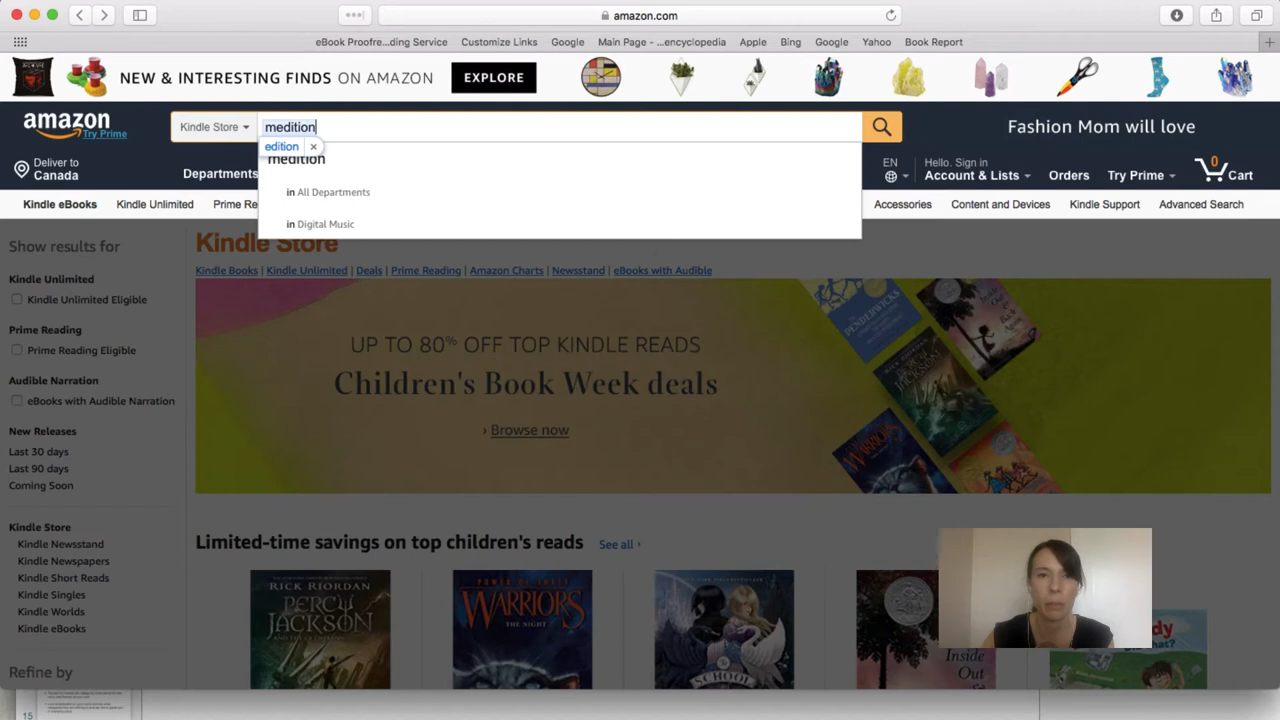 amazon.com
eBook Proofre...ding Service Customize Links Google Main Page - ...encyclopedia Apple Bing Google Yahoo Book Report
NEW & INTERESTING FINDS ON AMAZON EXPLORE
amazon
Try Prime
Kindle Store medition
Fashion Mom will love
edition ×
medition
in All Departments
in Digital Music
Deliver to
Canada
Departments
EN
Hello. Sign in
Account & Lists
Orders
Try Prime
0
Cart
Kindle eBooks Kindle Unlimited Prime Re Accessories Content and Devices Kindle Support Advanced Search
Show results for
Kindle Unlimited
Kindle Unlimited Eligible
Prime Reading
Prime Reading Eligible
Audible Narration
eBooks with Audible Narration
New Releases
Last 30 days
Last 90 days
Coming Soon
Kindle Store
Kindle Newsstand
Kindle Newspapers
Kindle Short Reads
Kindle Singles
Kindle Worlds
Kindle eBooks
Refine by
Kindle Store
Kindle Books | Kindle Unlimited | Deals | Prime Reading | Amazon Charts | Newsstand | eBooks with Audible
UP TO 80% OFF TOP KINDLE READS
Children's Book Week deals
› Browse now
PENDERWICKS
WARRIORS
Limited-time savings on top children's reads See all ›
RICK RIORDAN
PERCY
JACKSON
WARRIORS
THE NIGHT
SCHOOL
Inside
Out
15